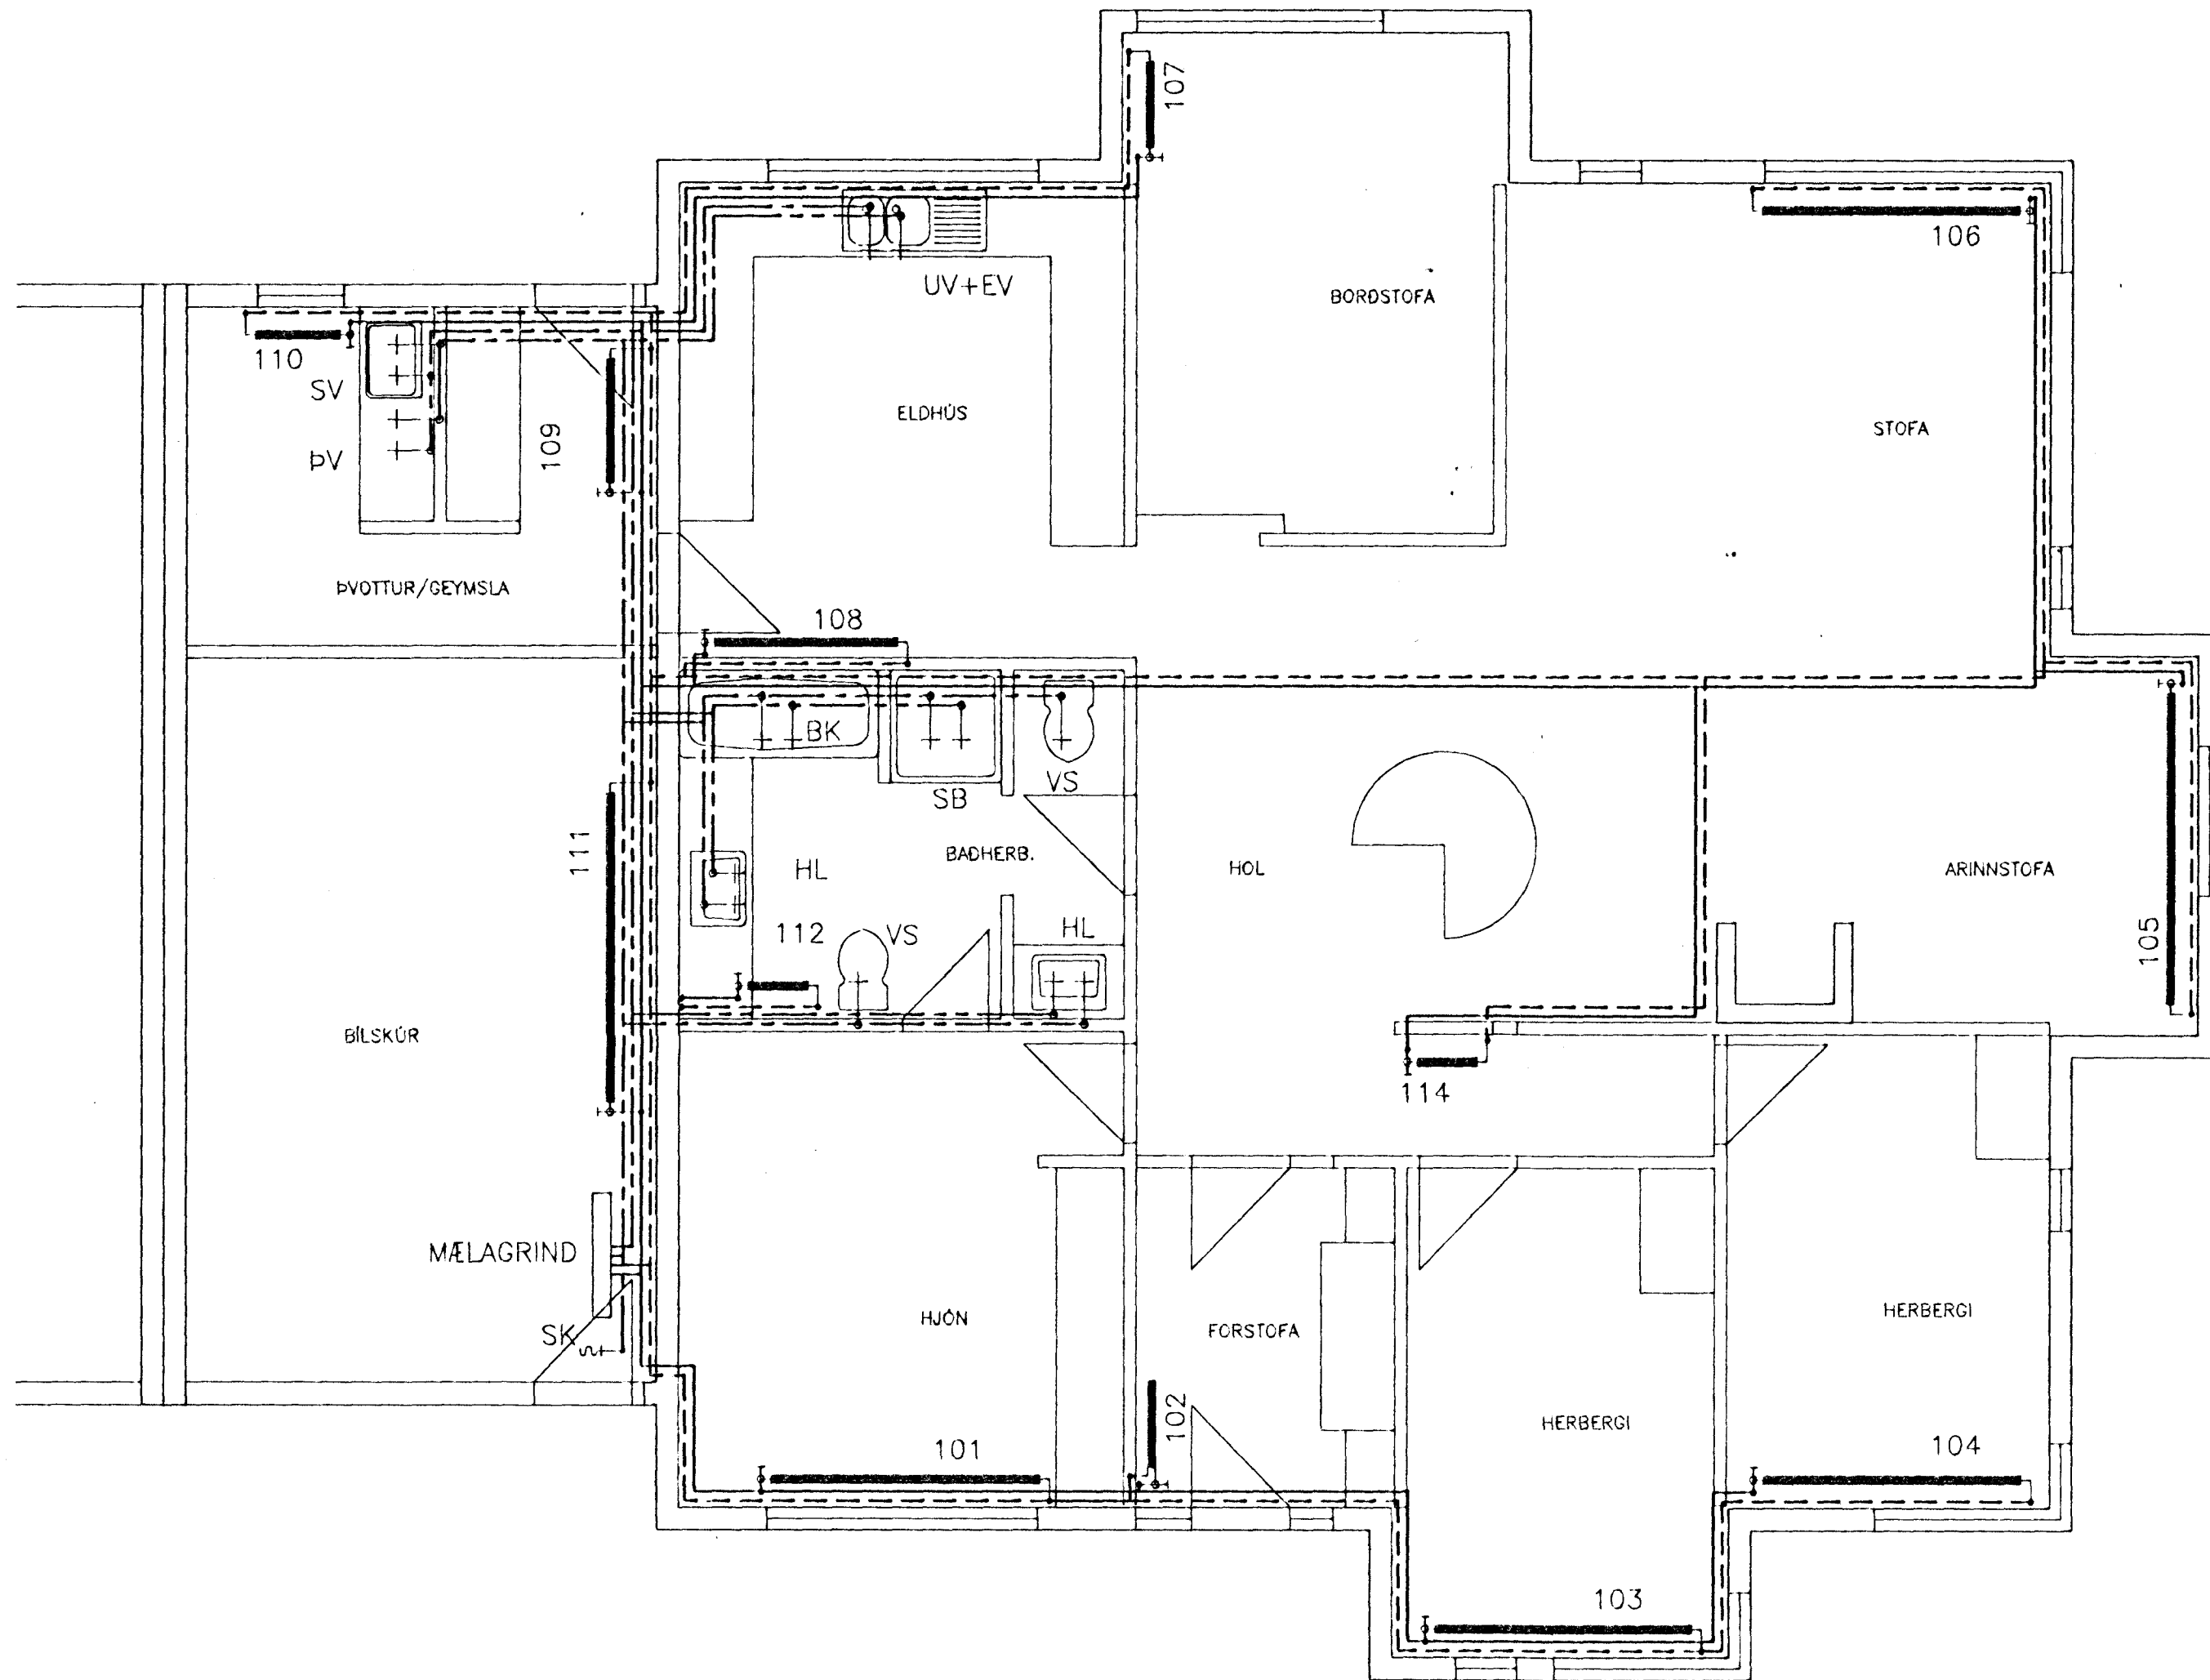 107
106
UV+EV
BORÐSTOFA
110
SV
ELDHÚS
STOFA
109
ÞV
ÞVOTTUR/GEYMSLA
108
BK
VS
SB
111
BAÐHERB.
HL
HOL
ARINNSTOFA
112
VS
HL
105
BÍLSKÚR
114
MÆLAGRIND
HJÓN
FORSTOFA
HERBERGI
SK
102
HERBERGI
101
104
103